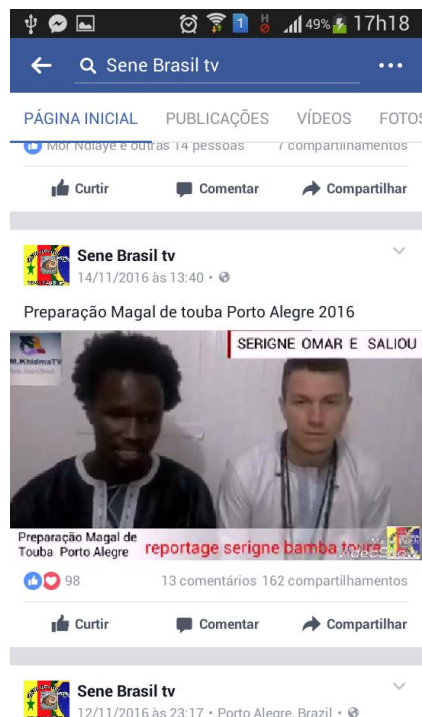 49% 17h18
Sene Brasil tv
PÁGINA INICIAL PUBLICAÇÕES VÍDEOS FOTOS
Mor Ndiaye e outras 14 pessoas 7 compartilhamentos
Curtir Comentar Compartilhar
Sene Brasil tv
14/11/2016 às 13:40
Preparação Magal de touba Porto Alegre 2016
SERIGNE OMAR E SALIOU
M.KhidmaTV
Preparação Magal de
Touba Porto Alegre
reportage serigne bamba toure
98 13 comentários 162 compartilhamentos
Curtir Comentar Compartilhar
Sene Brasil tv
12/11/2016 às 23:17 • Porto Alegre, Brazil •